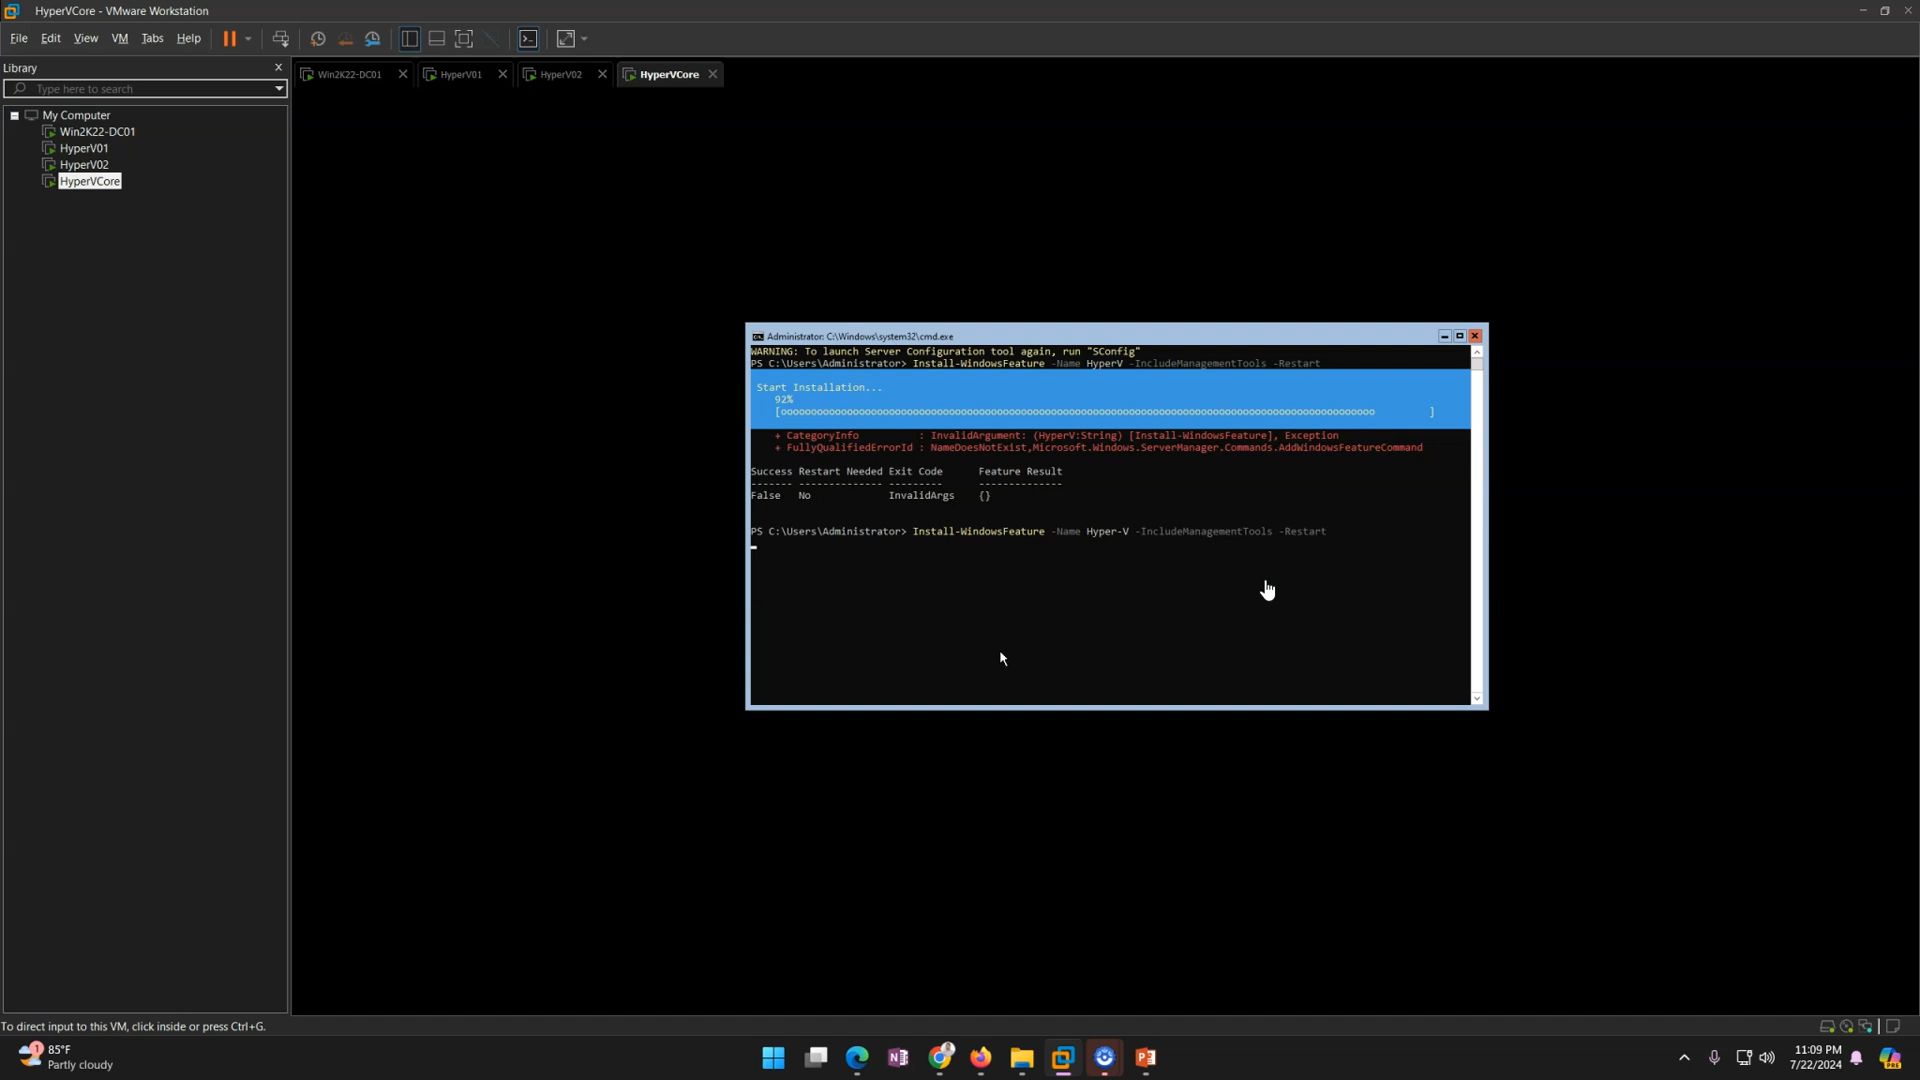 HyperVCore - VMware Workstation
File Edit View VM Tabs Help
Library
Type here to search
My Computer
Win2K22-DC01
HyperV01
HyperV02
HyperVCore
Win2K22-DC01 HyperV01 HyperV02 HyperVCore
Administrator: C:\Windows\system32\cmd.exe
WARNING: To launch Server Configuration tool again, run "SConfig"
PS C:\Users\Administrator> Install-WindowsFeature -Name HyperV -IncludeManagementTools -Restart
Start Installation...
92%
[ooooooooooooooooooooooooooooooooooooooooooooooooooooooooooooooooooooooooooooooooooooooooooooooooooo ]
+ CategoryInfo : InvalidArgument: (HyperV:String) [Install-WindowsFeature], Exception
+ FullyQualifiedErrorId : NameDoesNotExist,Microsoft.Windows.ServerManager.Commands.AddWindowsFeatureCommand
Success Restart Needed Exit Code Feature Result
------- -------------- --------- --------------
False No InvalidArgs {}
PS C:\Users\Administrator> Install-WindowsFeature -Name Hyper-V -IncludeManagementTools -Restart
To direct input to this VM, click inside or press Ctrl+G.
1
85°F
Partly cloudy
11:09 PM
7/22/2024